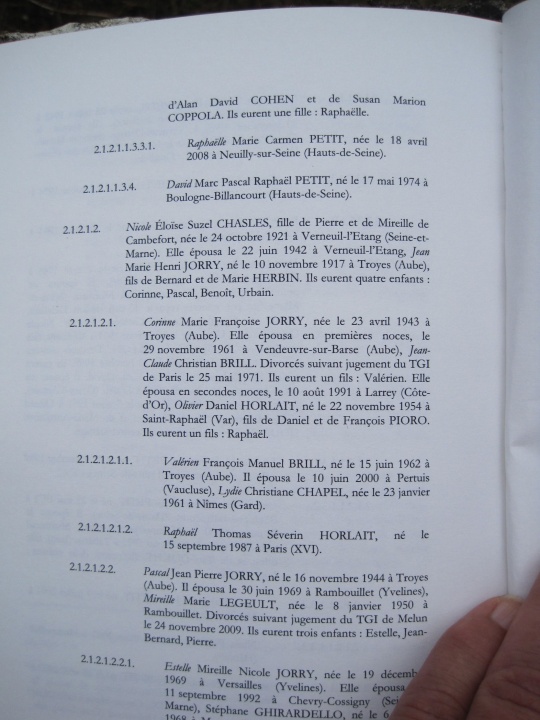 d'Alan David COHEN et de Susan Marion
COPPOLA. Ils eurent une fille : Raphaëlle.
2.1.2.1.1.3.3.1. Raphaëlle Marie Carmen PETIT, née le 18 avril
2008 à Neuilly-sur-Seine (Hauts-de-Seine).
2.1.2.1.1.3.4. David Marc Pascal Raphaël PETIT, né le 17 mai 1974 à
Boulogne-Billancourt (Hauts-de-Seine).
2.1.2.1.2. Nicole Éloïse Suzel CHASLES, fille de Pierre et de Mireille de
Cambefort, née le 24 octobre 1921 à Verneuil-l'Etang (Seine-et-
Marne). Elle épousa le 22 juin 1942 à Verneuil-l'Etang, Jean
Marie Henri JORRY, né le 10 novembre 1917 à Troyes (Aube),
fils de Bernard et de Marie HERBIN. Ils eurent quatre enfants :
Corinne, Pascal, Benoît, Urbain.
2.1.2.1.2.1. Corinne Marie Françoise JORRY, née le 23 avril 1943 à
Troyes (Aube). Elle épousa en premières noces, le
29 novembre 1961 à Vendeuvre-sur-Barse (Aube), Jean-
Claude Christian BRILL. Divorcés suivant jugement du TGI
de Paris le 25 mai 1971. Ils eurent un fils : Valérien. Elle
épousa en secondes noces, le 10 août 1991 à Larrey (Côte-
d'Or), Olivier Daniel HORLAIT, né le 22 novembre 1954 à
Saint-Raphaël (Var), fils de Daniel et de François PIORO.
Ils eurent un fils : Raphaël.
2.1.2.1.2.1.1. Valérien François Manuel BRILL, né le 15 juin 1962 à
Troyes (Aube). Il épousa le 10 juin 2000 à Pertuis
(Vaucluse), Lydie Christiane CHAPEL, née le 23 janvier
1961 à Nîmes (Gard).
2.1.2.1.2.1.2. Raphaël Thomas Séverin HORLAIT, né le
15 septembre 1987 à Paris (XVI).
2.1.2.1.2.2. Pascal Jean Pierre JORRY, né le 16 novembre 1944 à Troyes
(Aube). Il épousa le 30 juin 1969 à Rambouillet (Yvelines),
Mireille Marie LEGEULT, née le 8 janvier 1950 à
Rambouillet. Divorcés suivant jugement du TGI de Melun
le 24 novembre 2009. Ils eurent trois enfants : Estelle, Jean-
Bernard, Pierre.
2.1.2.1.2.2.1. Estelle Mireille Nicole JORRY, née le 19 décemb
1969 à Versailles (Yvelines). Elle épous
11 septembre 1992 à Chevry-Cossigny (Sei
Marne), Stéphane GHIRARDELLO, né le 6
1968 à